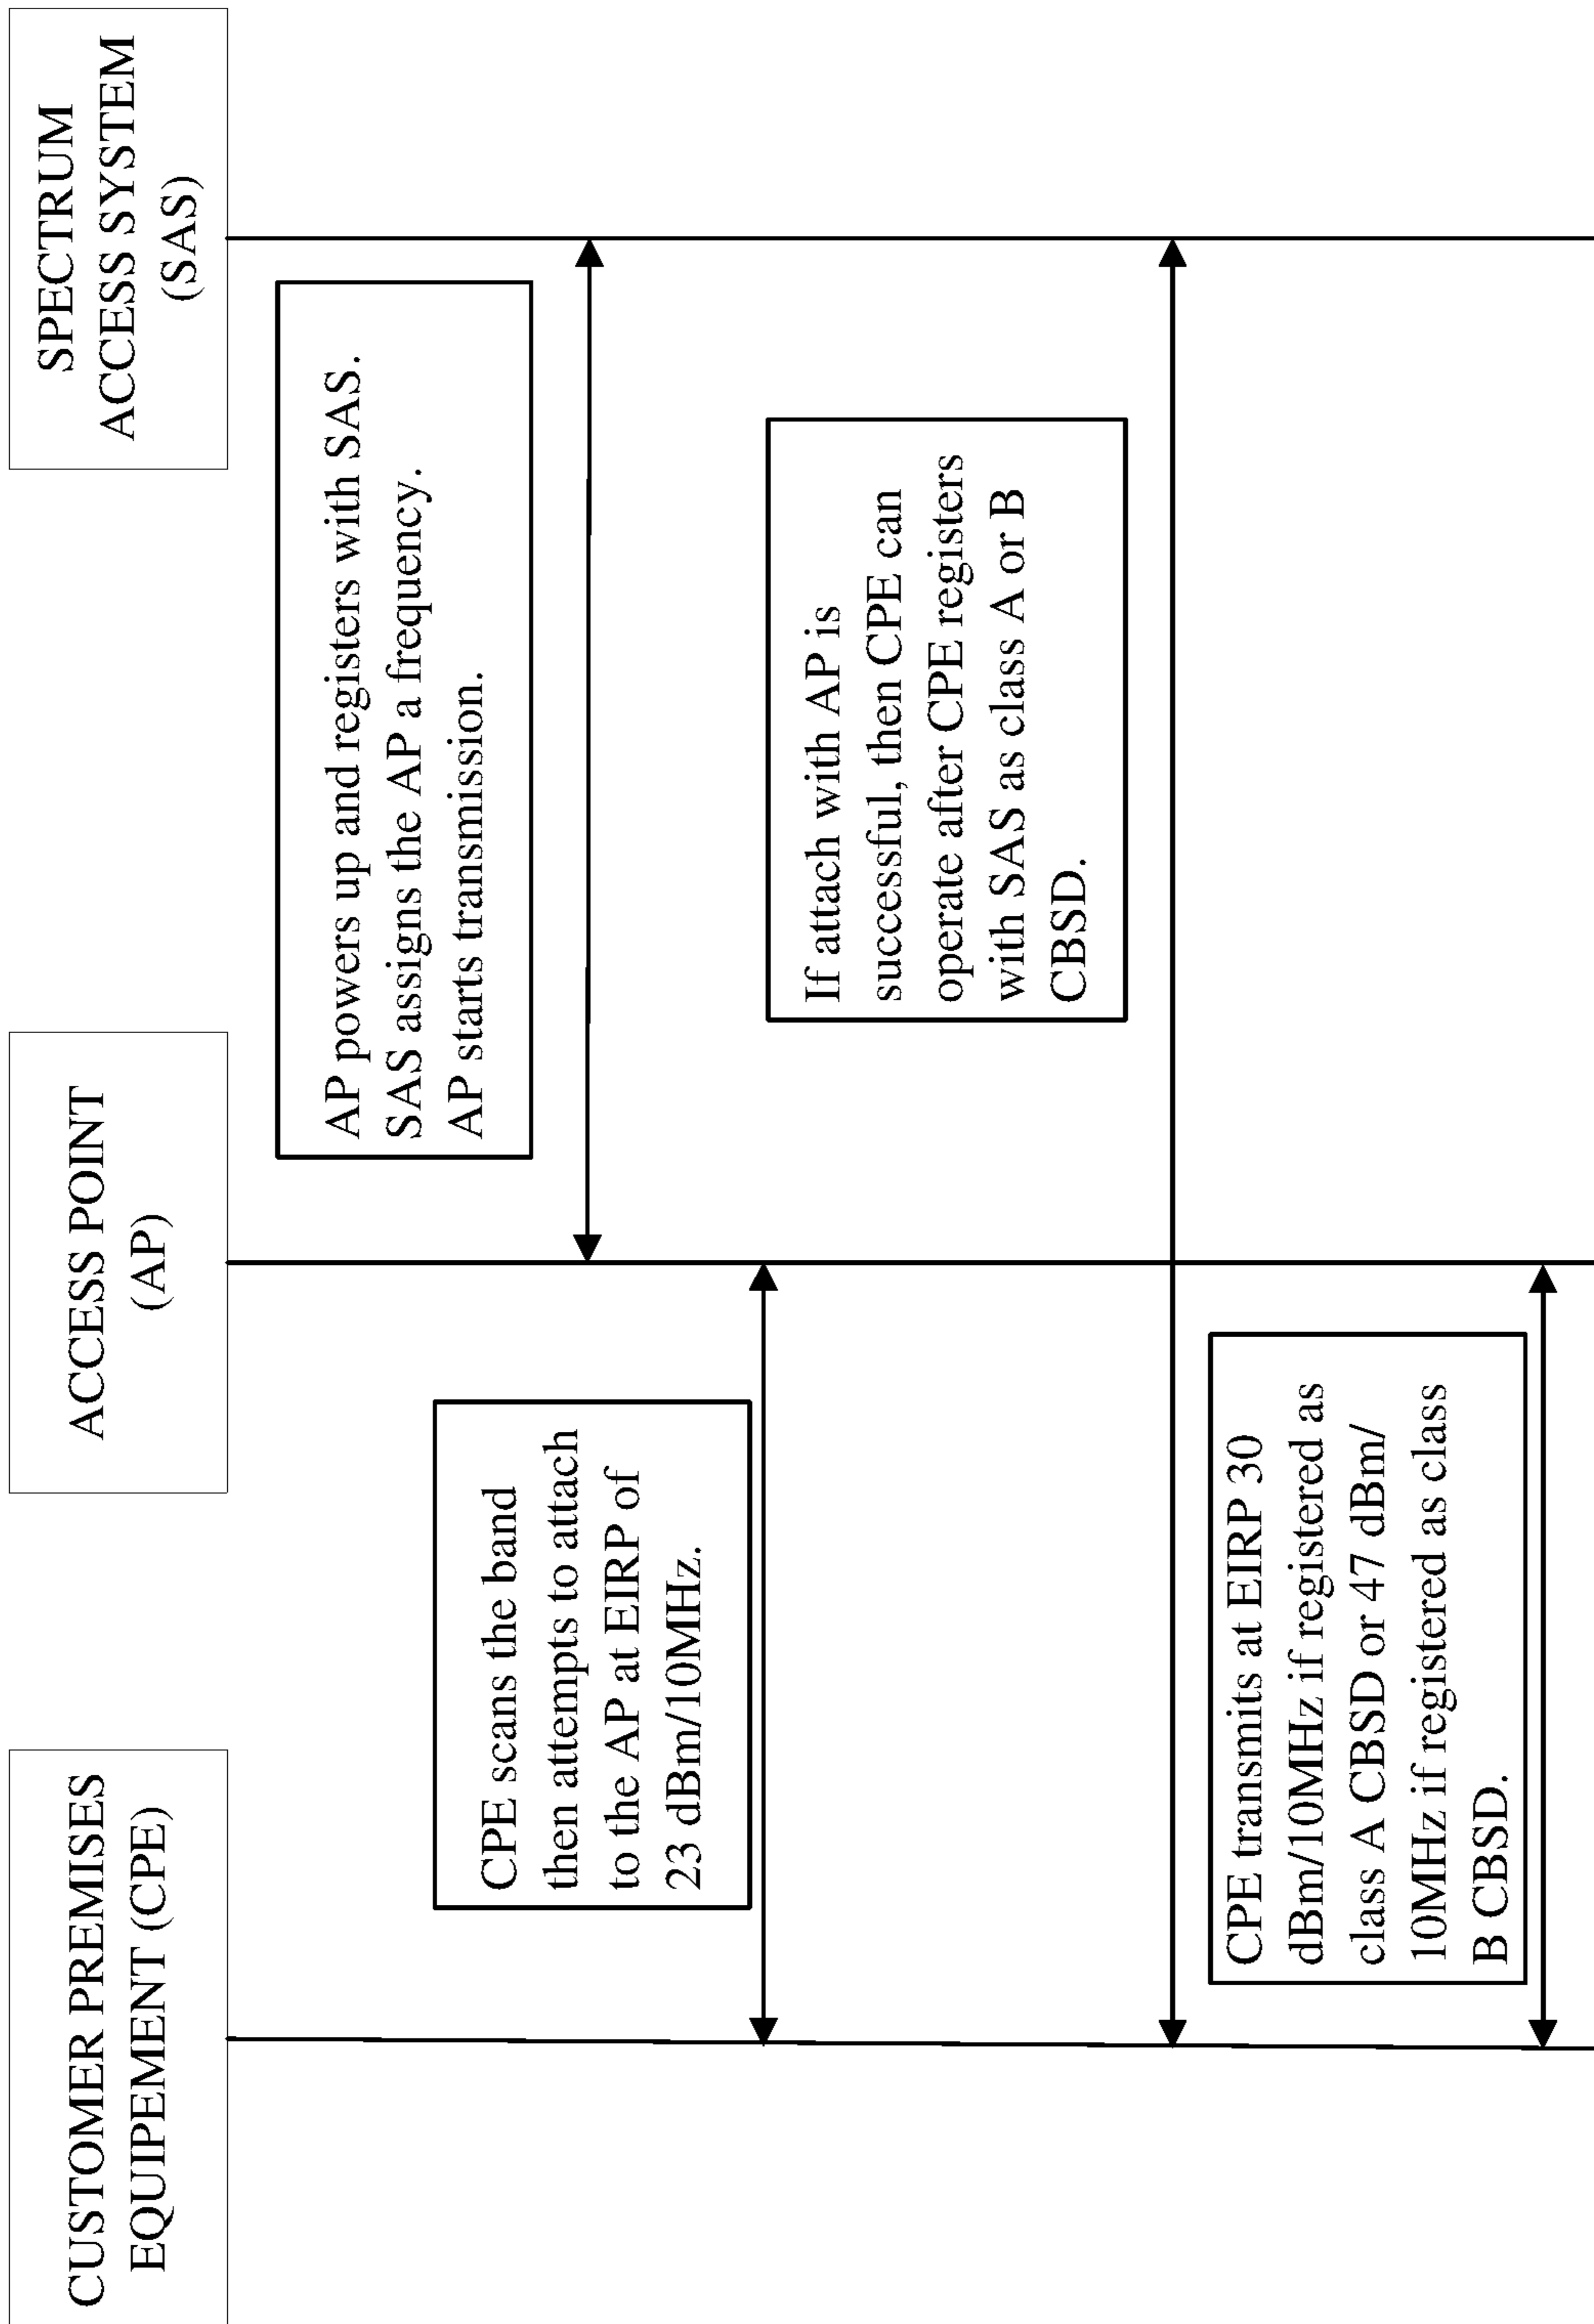 CUSTOMER PREMISES
EQUIPEMENT (CPE)
ACCESS POINT
(AP)
SPECTRUM
ACCESS SYSTEM
(SAS)
AP powers up and registers with SAS.
SAS assigns the AP a frequency.
AP starts transmission.
CPE scans the band
then attempts to attach
to the AP at EIRP of
23 dBm/10MHz.
If attach with AP is
successful, then CPE can
operate after CPE registers
with SAS as class A or B
CBSD.
CPE transmits at EIRP 30
dBm/10MHz if registered as
class A CBSD or 47 dBm/
10MHz if registered as class
B CBSD.